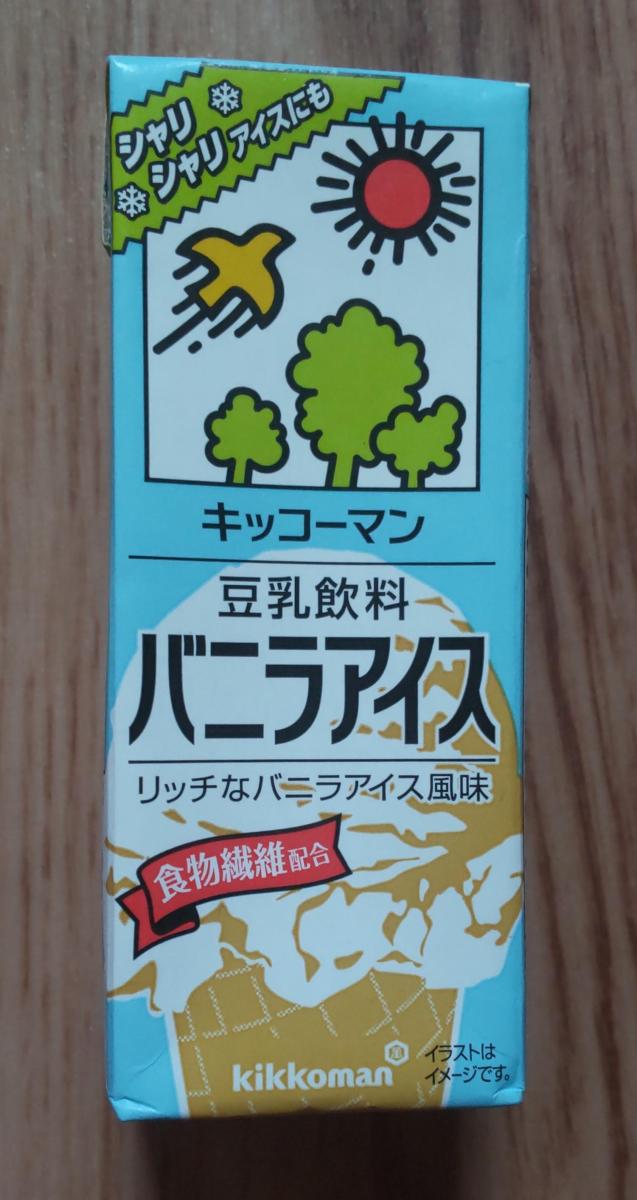 シャリ
シャリアイスにも
キッコーマン
豆乳飲料
バニラアイス
リッチなバニラアイス風味
食物繊維配合
kikkoman
イラストは
イメージです。